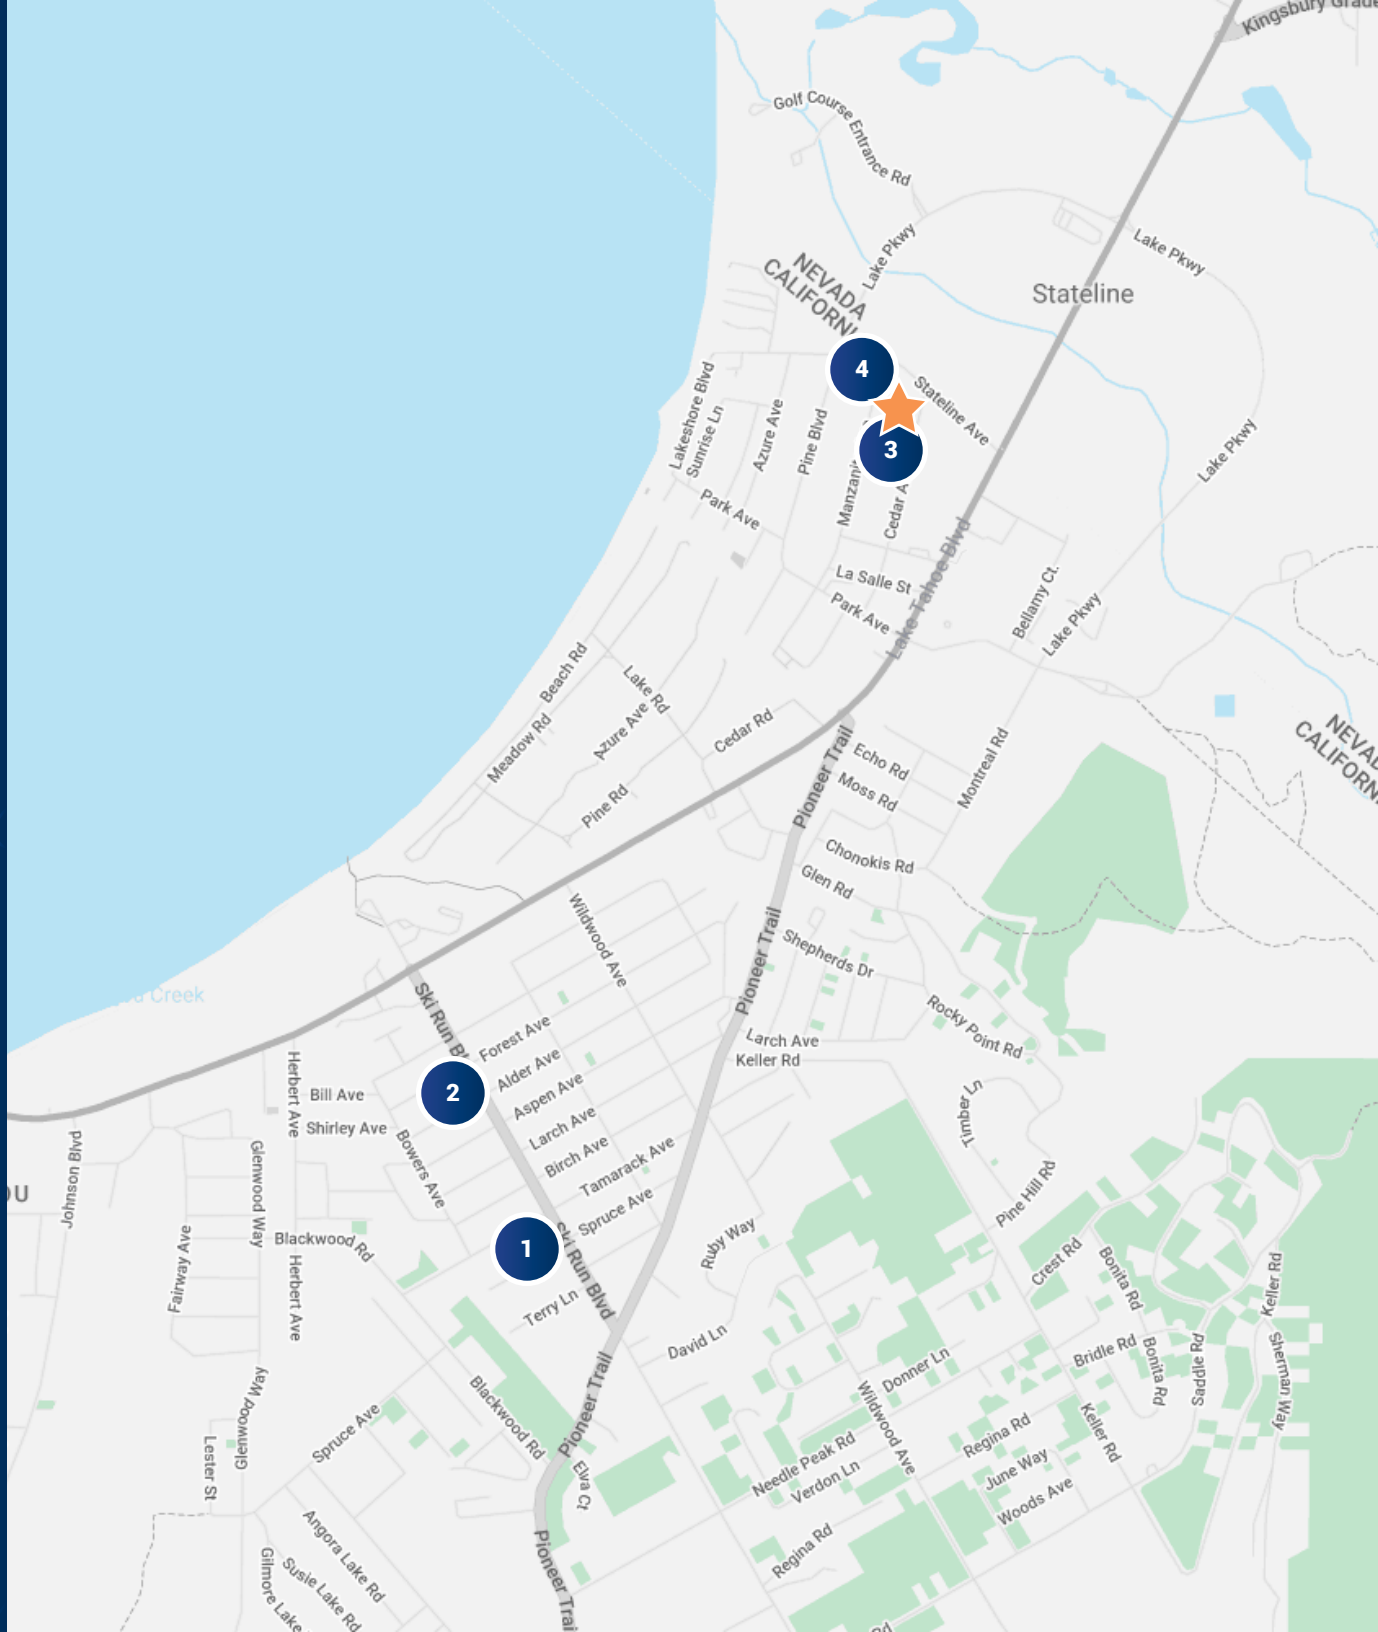 Kingsbury Grade
Golf Course Entrance Rd
Lake Pkwy
Lake Pkwy
NEVADA
CALIFORNI
Stateline
4
Stateline Ave
3
Lakeshore Blvd
Sunrise Ln
Azure Ave
Pine Blvd
Manzani
Cedar A
Lake Pkwy
Park Ave
Lake Tahoe Blvd
La Salle St
Park Ave
Bellamy Ct.
Lake Pkwy
Beach Rd
Lake Rd
Meadow Rd
Azure Ave
Cedar Rd
Pine Rd
Pioneer Trail
Echo Rd
Moss Rd
Montreal Rd
NEVAD
CALIFORN
Chonokis Rd
Glen Rd
Wildwood Ave
Pioneer Trail
Shepherds Dr
Creek
Ski Run Bl
Forest Ave
Rocky Point Rd
Larch Ave
Keller Rd
Herbert Ave
Bill Ave
2
Alder Ave
Aspen Ave
Timber Ln
Shirley Ave
Larch Ave
Johnson Blvd
Glenwood Way
Bowers Ave
Birch Ave
Tamarack Ave
OU
Pine Hill Rd
Spruce Ave
Fairway Ave
Blackwood Rd
1
Ski Run Blvd
Ruby Way
Crest Rd
Bonita Rd
Keller Rd
Herbert Ave
Terry Ln
David Ln
Bridle Rd
Bonita Rd
Saddle Rd
Sherman Way
Donner Ln
Pioneer Trail
Wildwood Ave
Glenwood Way
Blackwood Rd
Spruce Ave
Regina Rd
Keller Rd
Lester St
Needle Peak Rd
Verdon Ln
June Way
Elva Ct
Woods Ave
Angora Lake Rd
Regina Rd
Pioneer Trai
Gilmore Lake
Susie Lake Rd
Rd